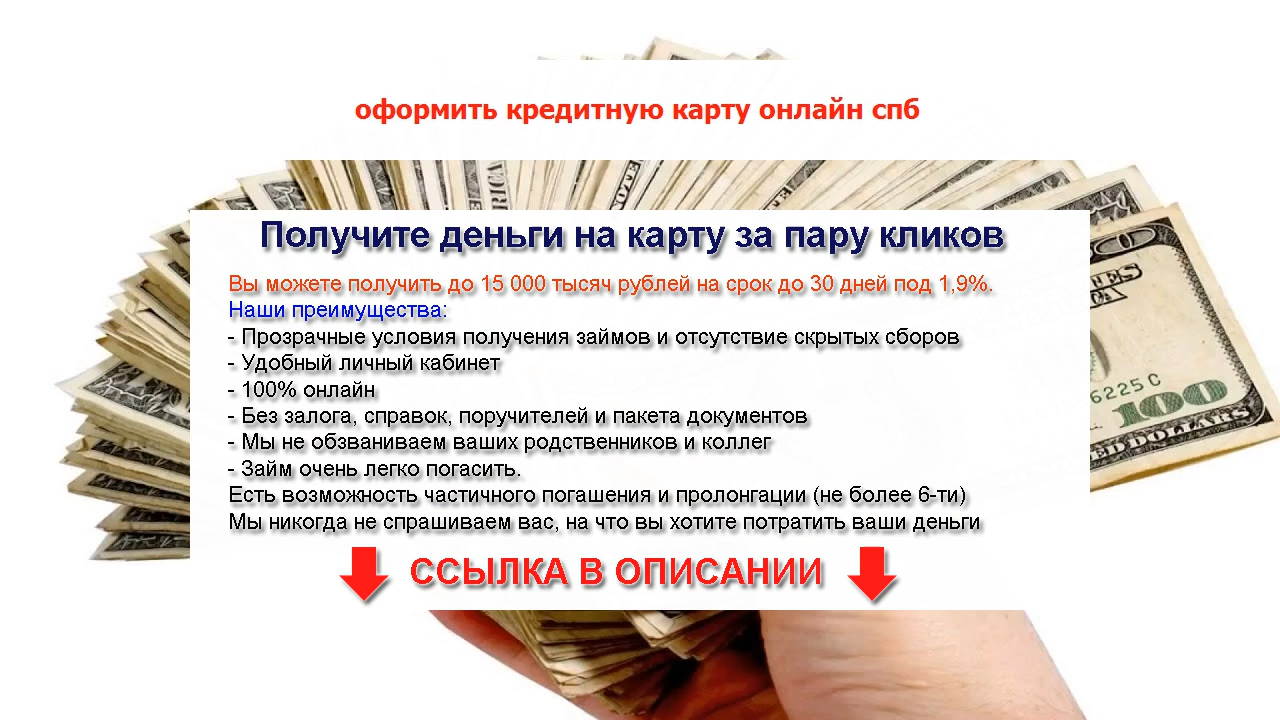 оформить кредитную карту онлайн спб
Получите деньги на карту за пару кликов
Вы можете получить до 15 000 тысяч рублей на срок до 30 дней под 1,9%.
Наши преимущества:
- Прозрачные условия получения займов и отсутствие скрытых сборов
- Удобный личный кабинет
- 100% онлайн
- Без залога, справок, поручителей и пакета документов
- Мы не обзваниваем ваших родственников и коллег
- Займ очень легко погасить.
Есть возможность частичного погашения и пролонгации (не более 6-ти)
Мы никогда не спрашиваем вас, на что вы хотите потратить ваши деньги
ССЫЛКА В ОПИСАНИИ
6225 C
100